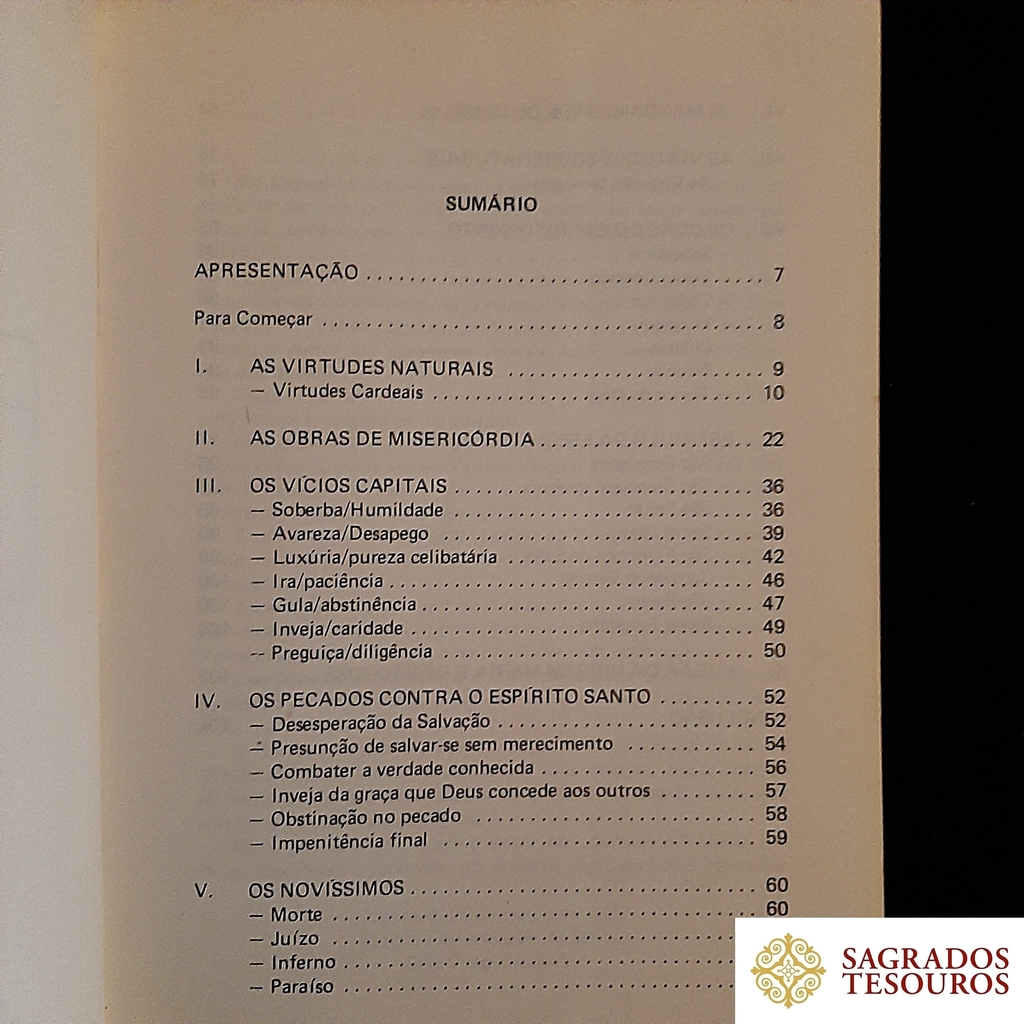 SUMÁRIO
APRESENTAÇÃO ..................................... 7
Para Começar ......................................... 8
I. AS VIRTUDES NATURAIS ........................ 9
— Virtudes Cardeais .............................. 10
II. AS OBRAS DE MISERICÓRDIA .................... 22
III. OS VÍCIOS CAPITAIS ............................ 36
— Soberba/Humildade ............................ 36
— Avareza/Desapego ............................. 39
— Luxúria/pureza celibatária ....................... 42
— Ira/paciência .................................. 46
— Gula/abstinência ............................... 47
— Inveja/caridade ................................ 49
-- Preguiça/diligência ............................. 50
IV. OS PECADOS CONTRA O ESPÍRITO SANTO ......... 52
— Desesperação da Salvação ........................ 52
— Presunção de salvar-se sem merecimento ............ 54
— Combater a verdade conhecida .................... 56
— Inveja da graça que Deus concede aos outros ......... 57
— Obstinação no pecado .......................... 58
— Impenitência final ............................. 59
V. OS NOVÍSSIMOS ................................ 60
— Morte ........................................ 60
— Juízo ......................................
— Inferno .....................................
— Paraíso .....................................
SAGRADOS
TESOUROS